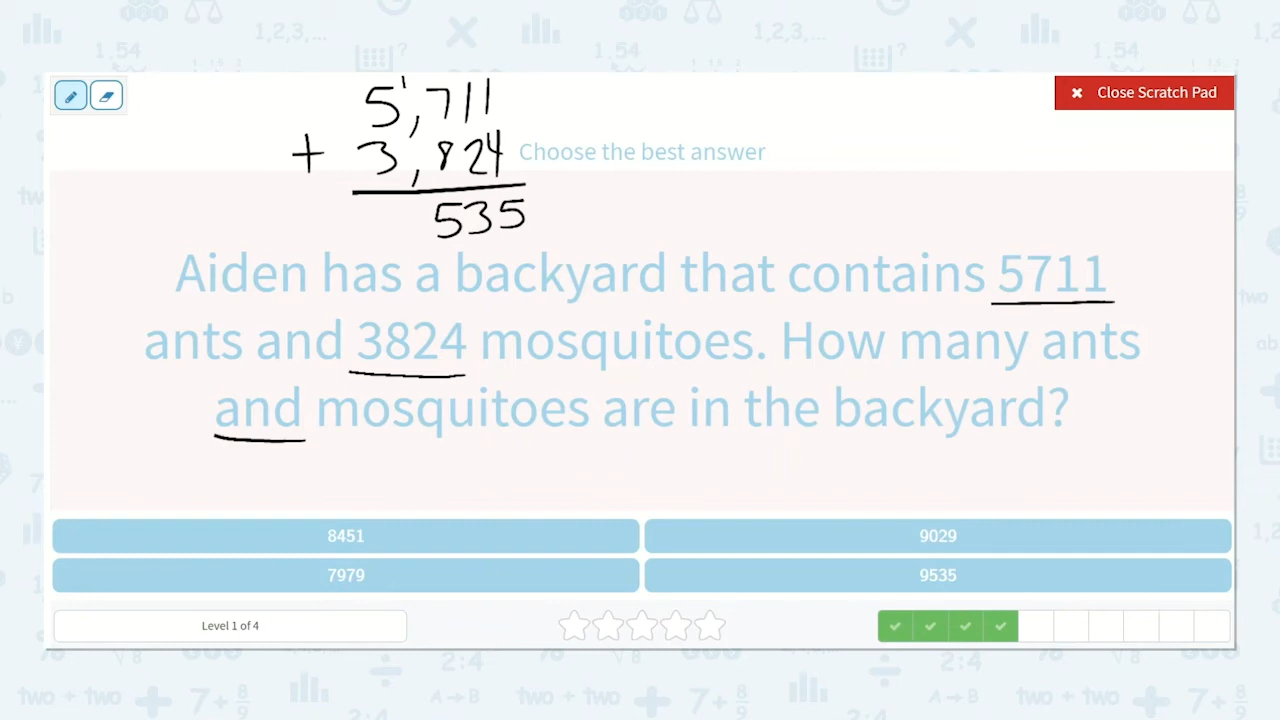 ✖ Close Scratch Pad
1
5,711
+ 3,824
535
Choose the best answer
Aiden has a backyard that contains 5711
ants and 3824 mosquitoes. How many ants
and mosquitoes are in the backyard?
8451
9029
7979
9535
Level 1 of 4